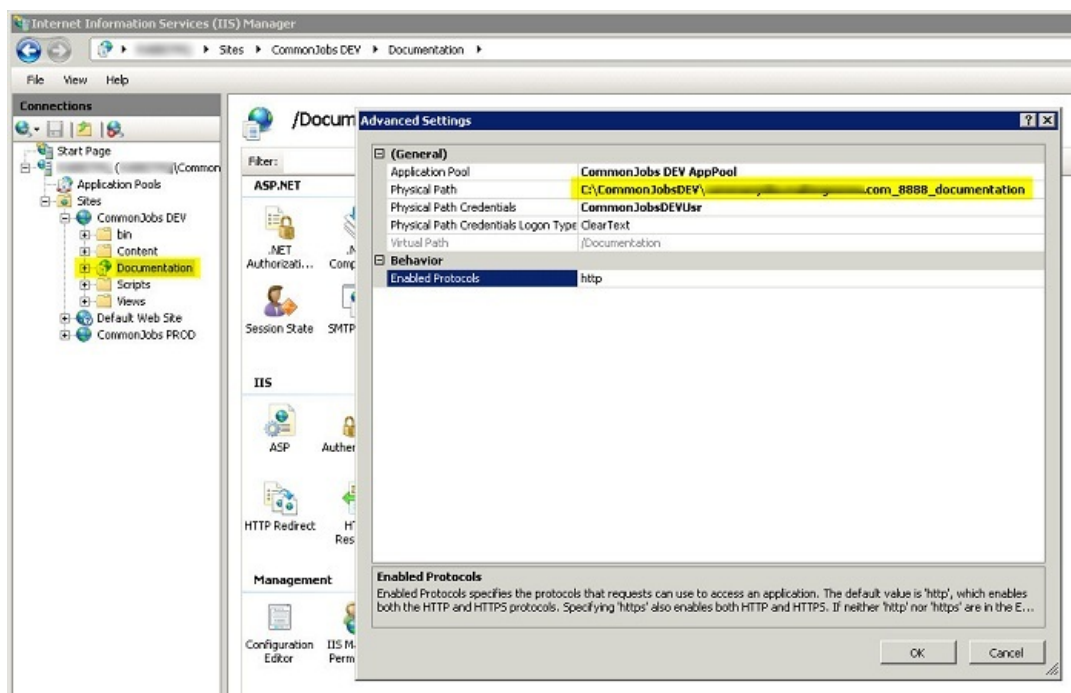 Internet Information Services (IIS) Manager
Sites CommonJobs DEV Documentation
File View Help
Connections
Start Page
( \Common
Application Pools
Sites
CommonJobs DEV
bin
Content
Documentation
Scripts
Views
Default Web Site
CommonJobs PROD
/Docum
Filter:
ASP.NET
.NET
Authorizati...
.N
Comp
Session State
SMTP
IIS
ASP
Auther
HTTP Redirect
H
Res
Management
Configuration
Editor
IIS M
Perm
Advanced Settings
(General)
Application Pool CommonJobs DEV AppPool
Physical Path C:\CommonJobsDEV\ .com_8888_documentation
Physical Path Credentials CommonJobsDEVUsr
Physical Path Credentials Logon Type ClearText
Virtual Path /Documentation
Behavior
Enabled Protocols http
Enabled Protocols
Enabled Protocols specifies the protocols that requests can use to access an application. The default value is 'http', which enables
both the HTTP and HTTPS protocols. Specifying 'https' also enables both HTTP and HTTPS. If neither 'http' nor 'https' are in the E...
OK Cancel